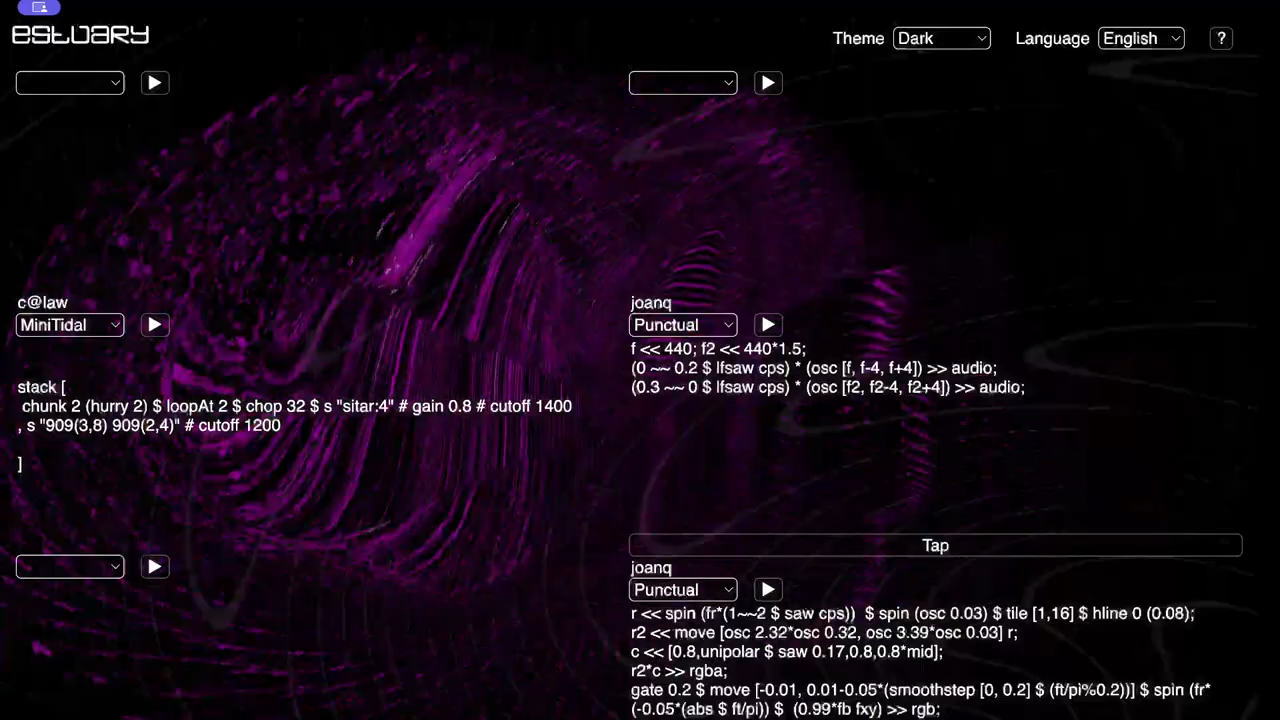 estuary
Theme Dark Language English ?
c@law
MiniTidal
stack [
chunk 2 (hurry 2) $ loopAt 2 $ chop 32 $ s "sitar:4" # gain 0.8 # cutoff 1400
, s "909(3,8) 909(2,4)" # cutoff 1200
]
joanq
Punctual
f << 440; f2 << 440*1.5;
(0 ~~ 0.2 $ lfsaw cps) * (osc [f, f-4, f+4]) >> audio;
(0.3 ~~ 0 $ lfsaw cps) * (osc [f2, f2-4, f2+4]) >> audio;
Tap
joanq
Punctual
r << spin (fr*(1~~2 $ saw cps))  $ spin (osc 0.03) $ tile [1,16] $ hline 0 (0.08);
r2 << move [osc 2.32*osc 0.32, osc 3.39*osc 0.03] r;
c << [0.8,unipolar $ saw 0.17,0.8,0.8*mid];
r2*c >> rgba;
gate 0.2 $ move [-0.01, 0.01-0.05*(smoothstep [0, 0.2] $ (ft/pi%0.2))] $ spin (fr*
(-0.05*(abs $ ft/pi)) $  (0.99*fb fxy) >> rgb;